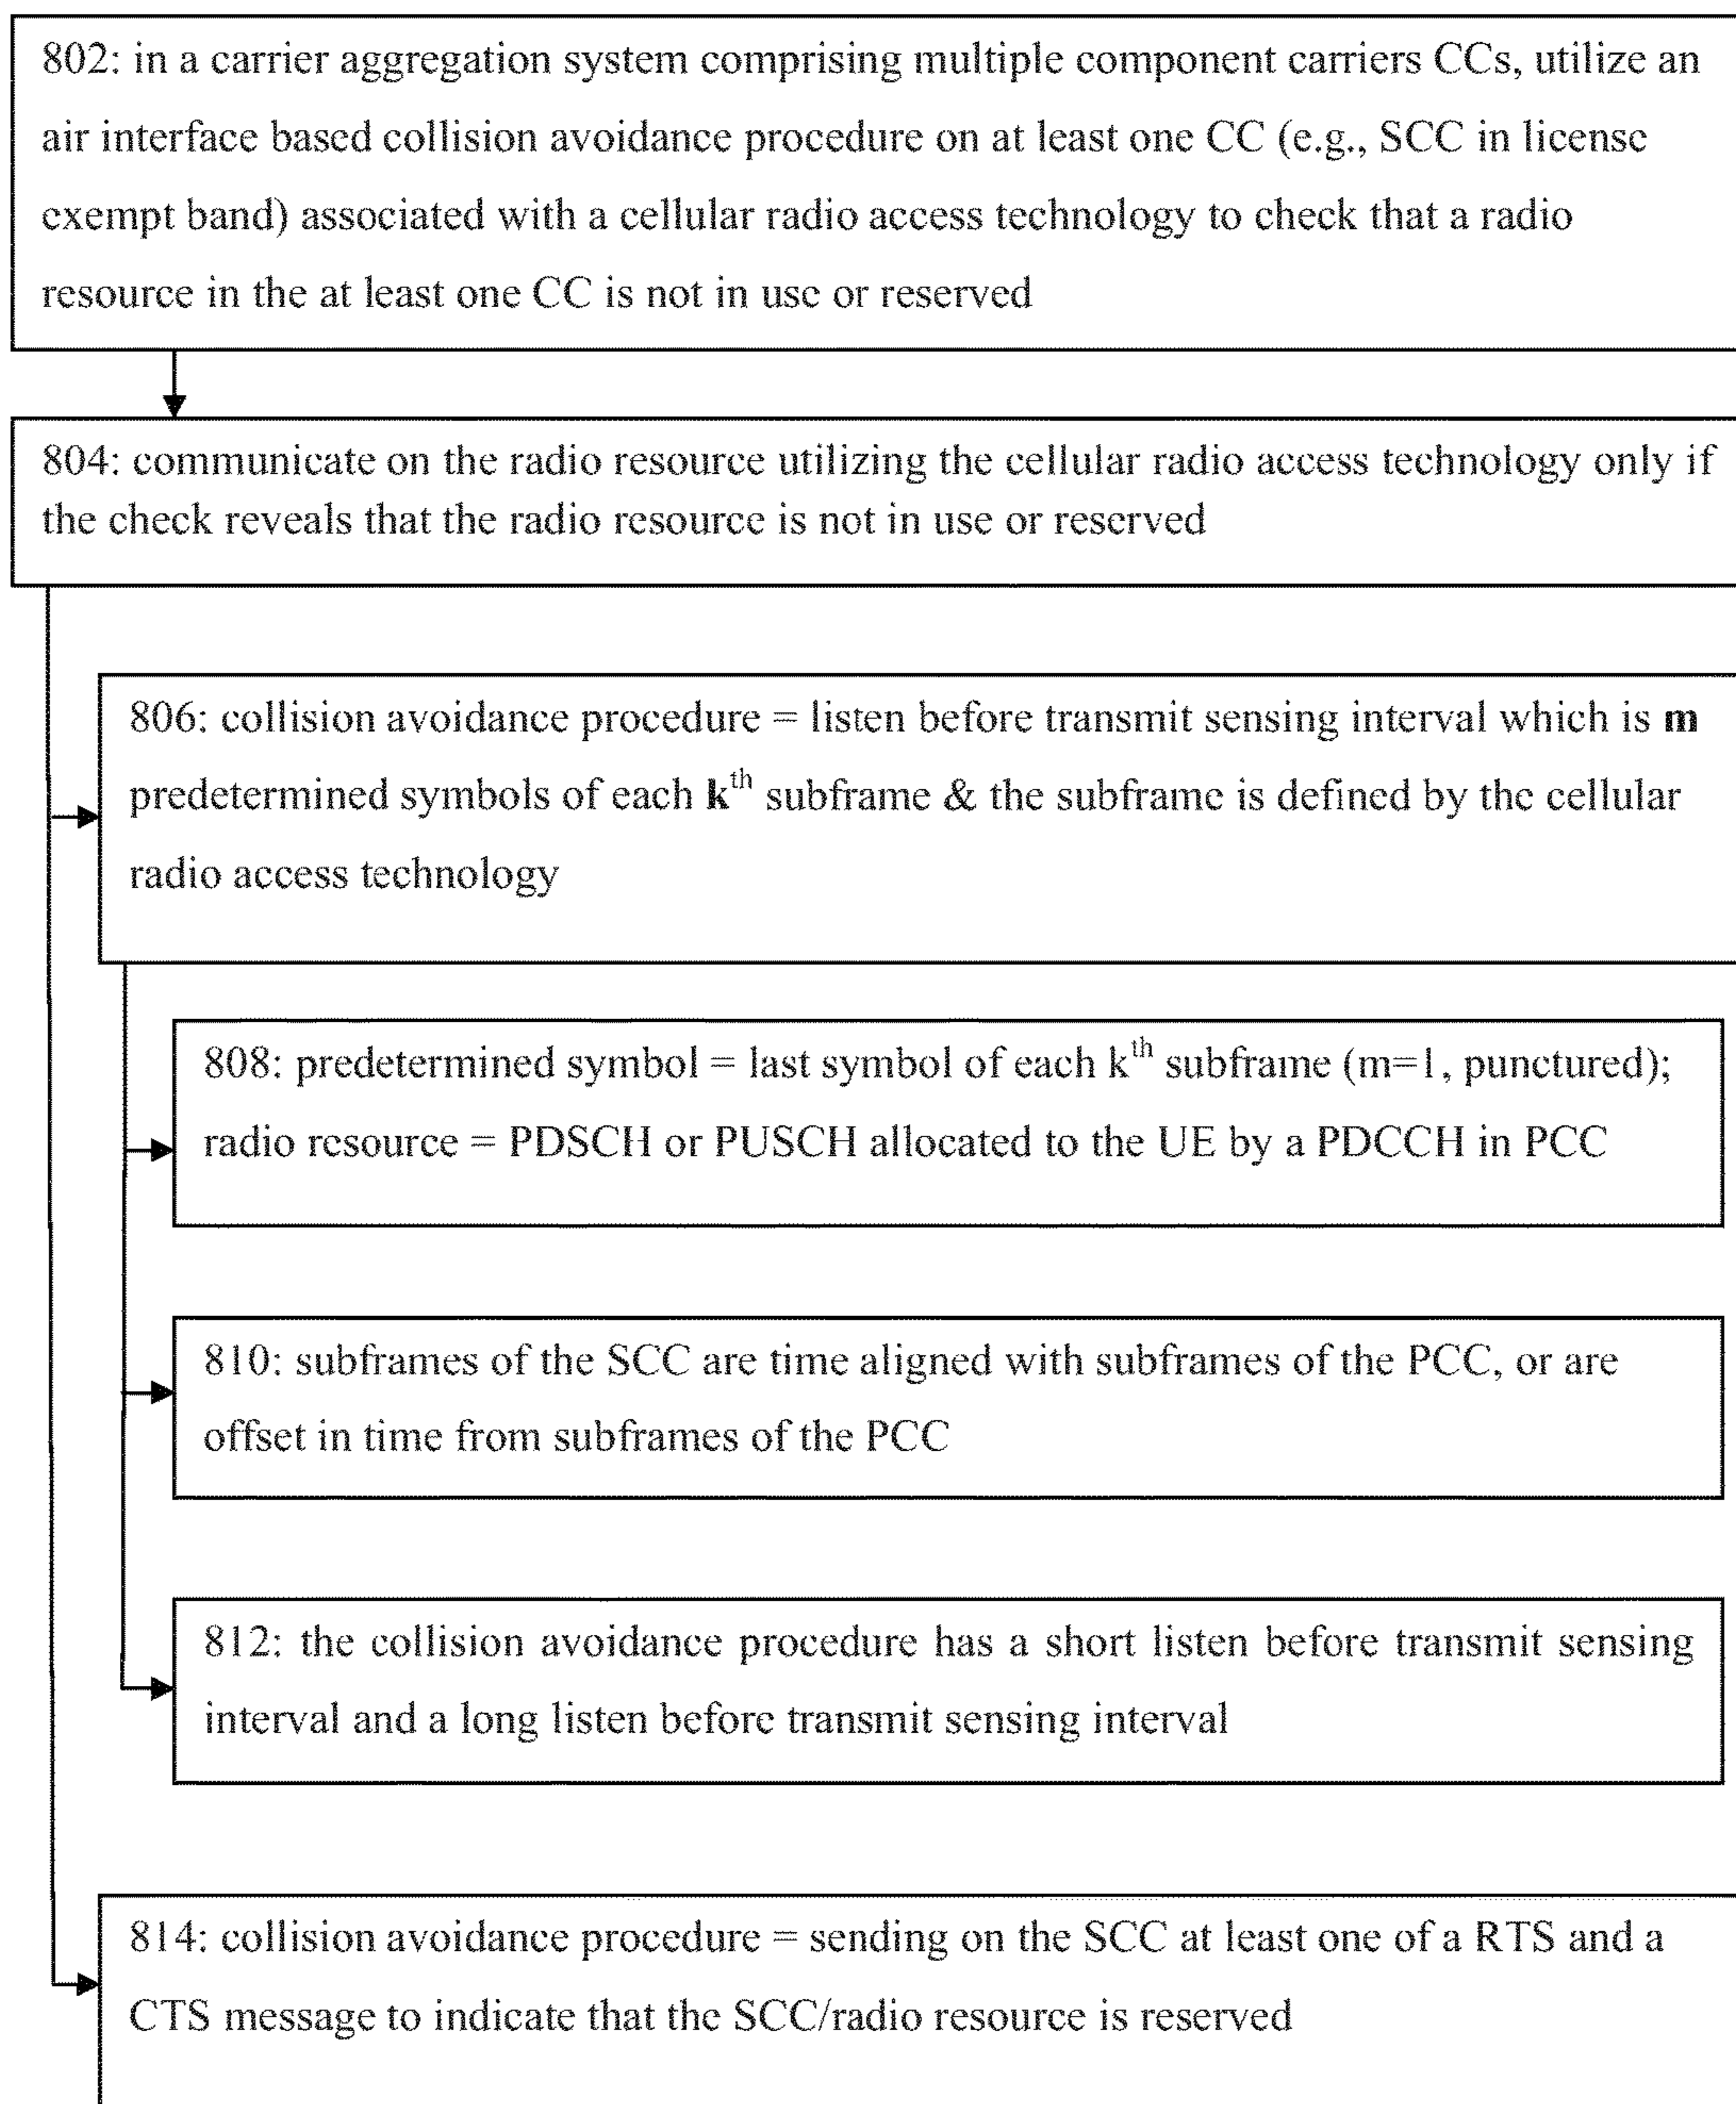 802: in a carrier aggregation system comprising multiple component carriers CCs, utilize an
air interface based collision avoidance procedure on at least one CC (e.g., SCC in license
exempt band) associated with a cellular radio access technology to check that a radio
resource in the at least one CC is not in use or reserved
804: communicate on the radio resource utilizing the cellular radio access technology only if
the check reveals that the radio resource is not in use or reserved
806: collision avoidance procedure = listen before transmit sensing interval which is m
predetermined symbols of each kth subframe & the subframe is defined by the cellular
radio access technology
808: predetermined symbol = last symbol of each kth subframe (m=1, punctured);
radio resource = PDSCH or PUSCH allocated to the UE by a PDCCH in PCC
810: subframes of the SCC are time aligned with subframes of the PCC, or are
offset in time from subframes of the PCC
812: the collision avoidance procedure has a short listen before transmit sensing
interval and a long listen before transmit sensing interval
814: collision avoidance procedure = sending on the SCC at least one of a RTS and a
CTS message to indicate that the SCC/radio resource is reserved